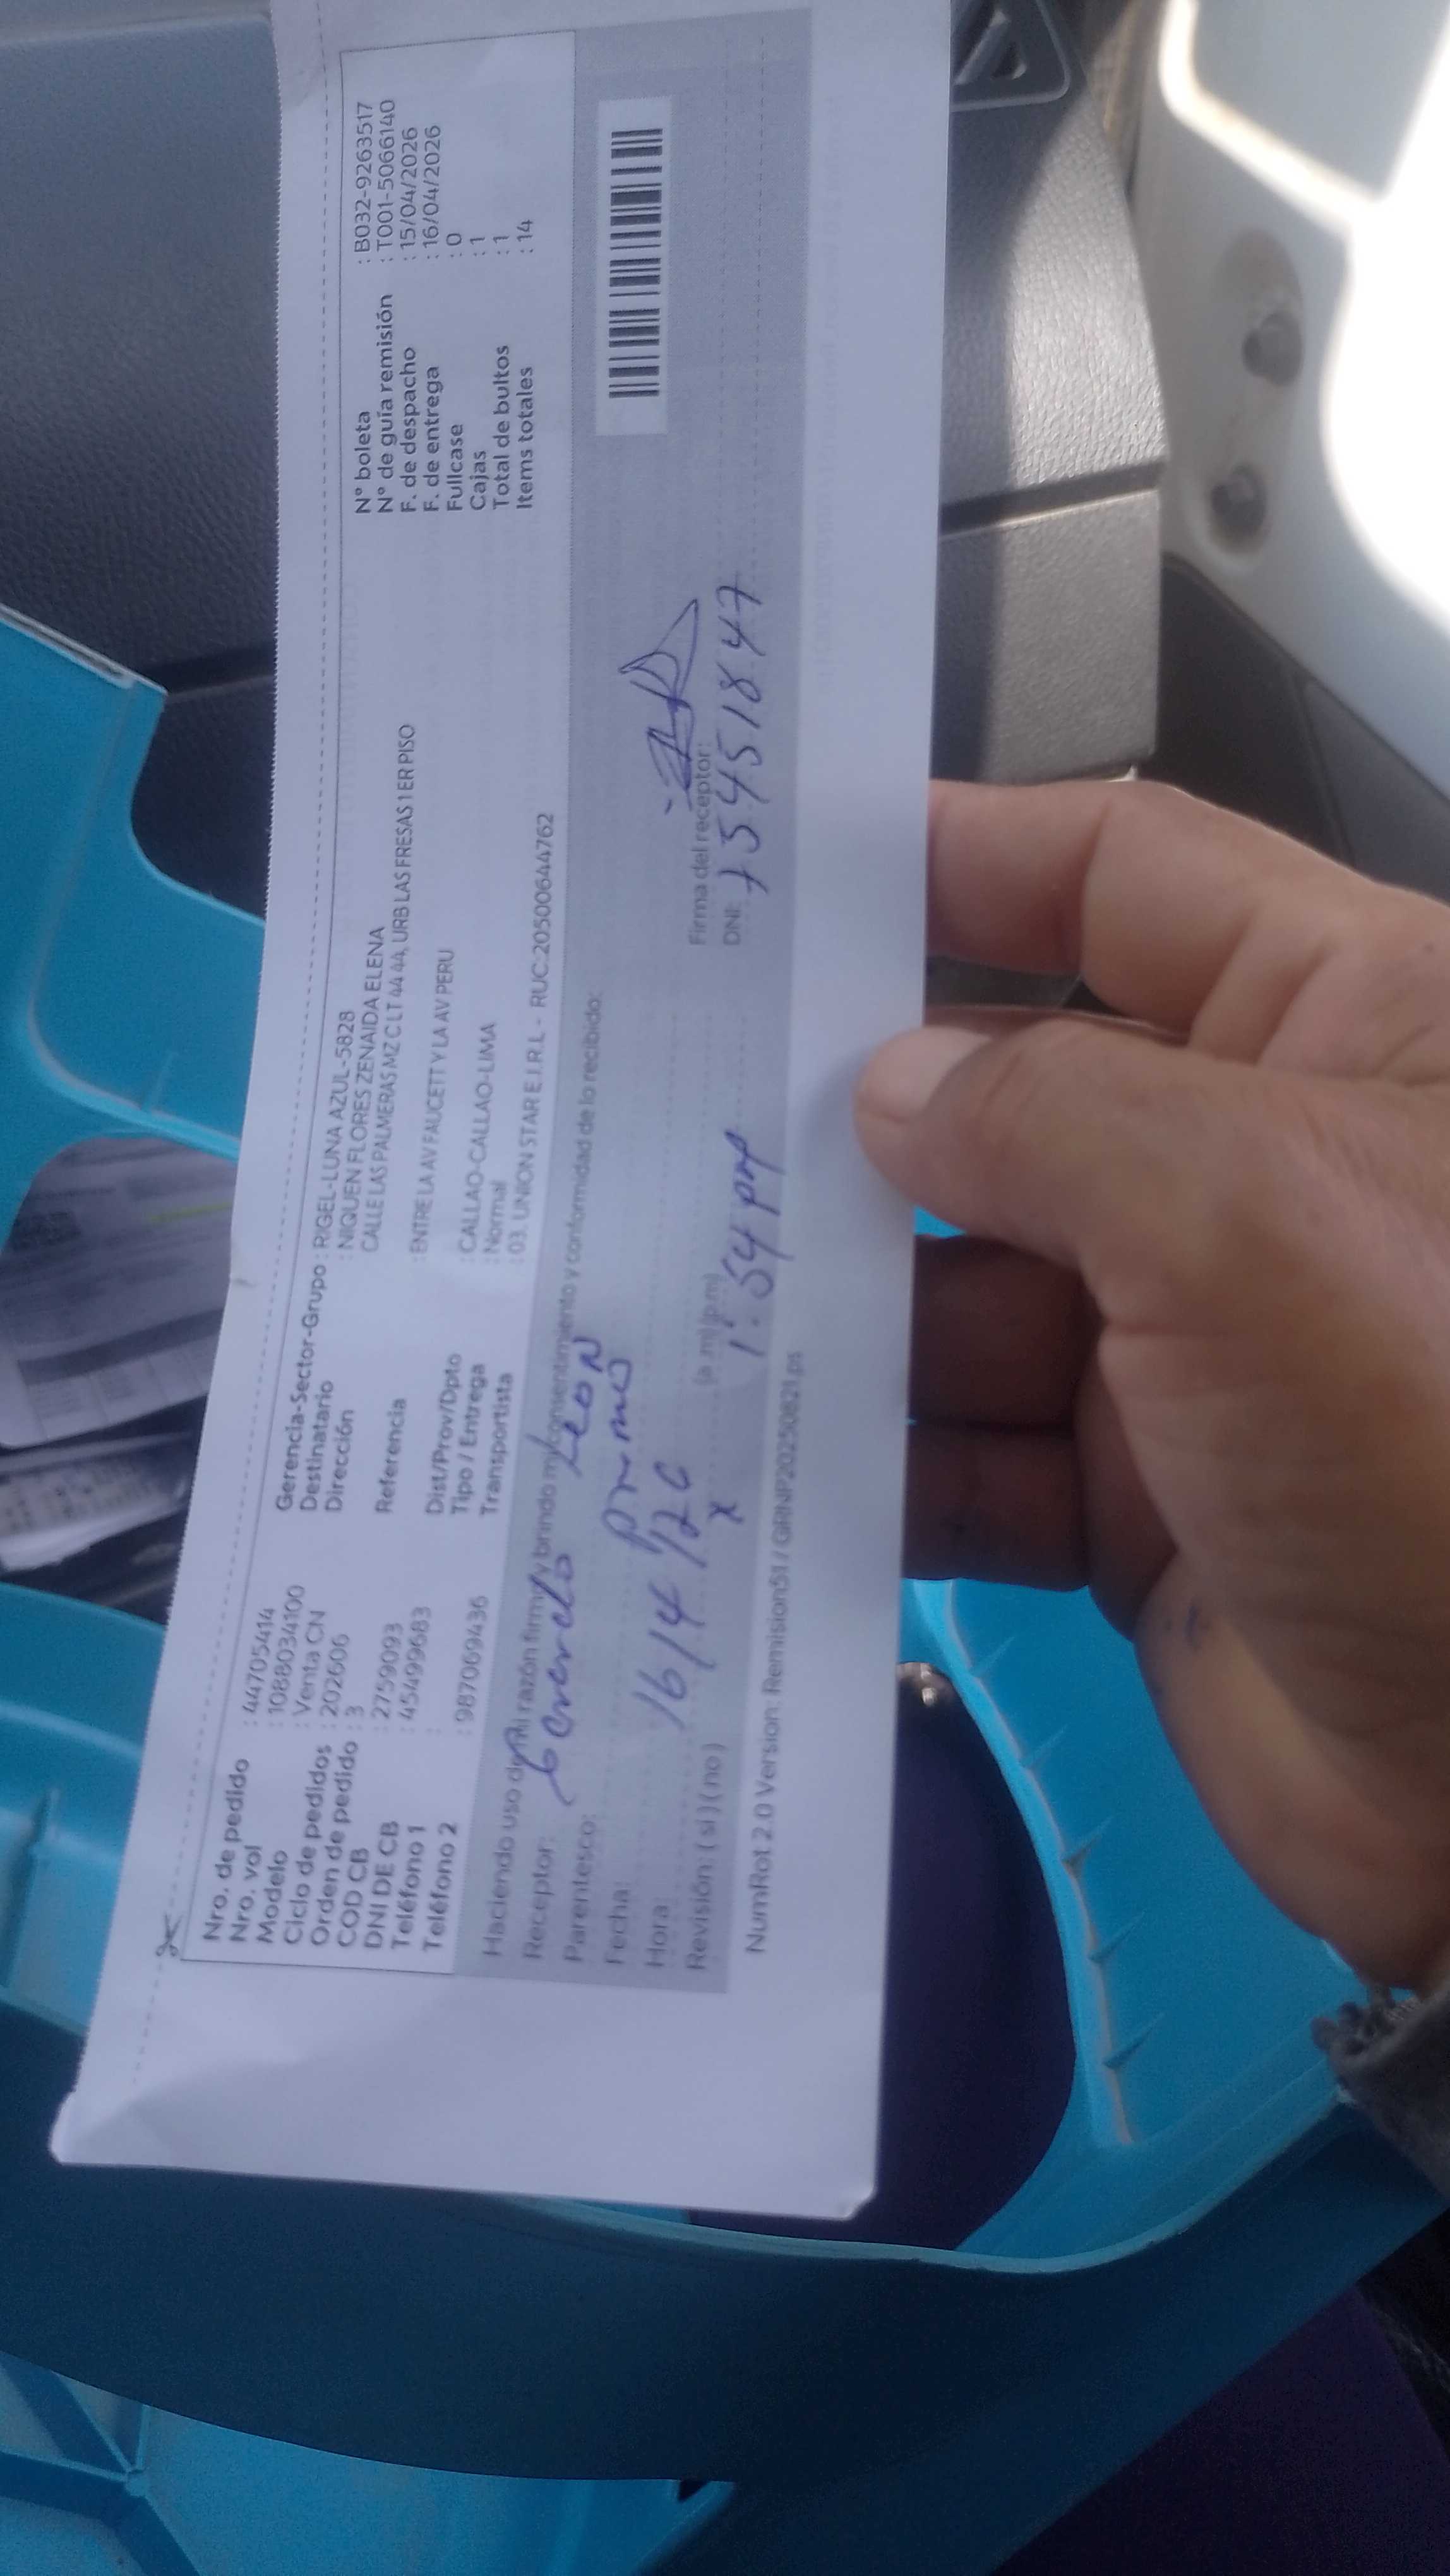 Nro. de pedido : 44705414
Nro. vol : 1088034100
Modelo : Venta CN
Ciclo de pedidos : 202606
Orden de pedido : 3
COD CB : 2759093
DNI DE CB : 45499683
Teléfono 1 :
Teléfono 2 : 987069436
Gerencia-Sector-Grupo : RIGEL-LUNA AZUL-5828
Destinatario : NIQUEN FLORES ZENAIDA ELENA
Dirección CALLE LAS PALMERAS MZ C LT 44 4A, URB LAS FRESAS 1 ER PISO
Referencia : ENTRE LA AV FAUCETT Y LA AV PERU
Dist/Prov/Dpto : CALLAO-CALLAO-LIMA
Tipo / Entrega : Normal
Transportista : 03. UNION STAR E.I.R.L - RUC:20500644762
N° boleta : B032-9263517
N° de guía remisión : T001-5066140
F. de despacho : 15/04/2026
F. de entrega : 16/04/2026
Fullcase : 0
Cajas : 1
Total de bultos : 1
Items totales : 14
Haciendo uso de mi razón firmo y brindo mi consentimiento y conformidad de lo recibido:
Receptor: Leon
Parentesco: primo
Fecha: 16/4/26
Hora: (a m)(p m) 1:54 pm
Revisión: ( si ) ( no ) x
Firma del receptor:
DNI: 75451847
NumRot 2.0 Version: Remision51 / GRINP20250821.ps